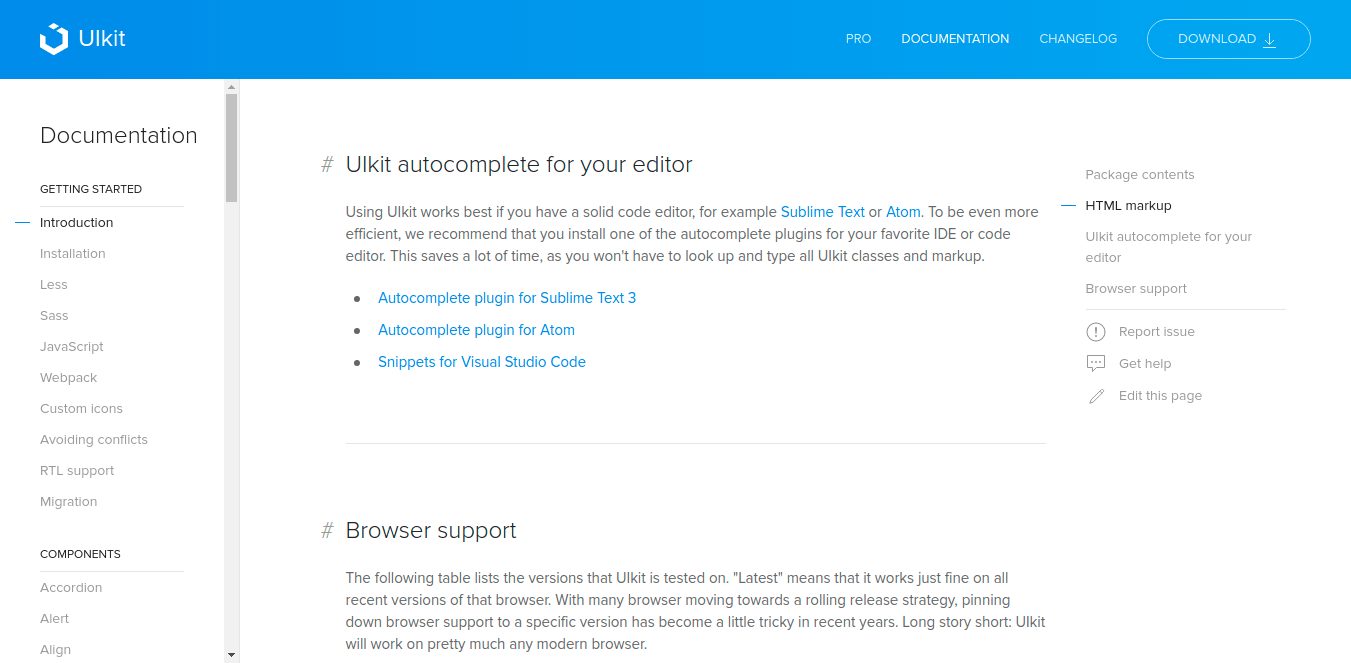 UIkit
PRO
DOCUMENTATION
CHANGELOG
DOWNLOAD
Documentation
GETTING STARTED
Introduction
Installation
Less
Sass
JavaScript
Webpack
Custom icons
Avoiding conflicts
RTL support
Migration
COMPONENTS
Accordion
Alert
Align
# UIkit autocomplete for your editor
Using UIkit works best if you have a solid code editor, for example Sublime Text or Atom. To be even more
efficient, we recommend that you install one of the autocomplete plugins for your favorite IDE or code
editor. This saves a lot of time, as you won't have to look up and type all UIkit classes and markup.
Autocomplete plugin for Sublime Text 3
Autocomplete plugin for Atom
Snippets for Visual Studio Code
# Browser support
The following table lists the versions that UIkit is tested on. "Latest" means that it works just fine on all
recent versions of that browser. With many browser moving towards a rolling release strategy, pinning
down browser support to a specific version has become a little tricky in recent years. Long story short: UIkit
will work on pretty much any modern browser.
Package contents
HTML markup
UIkit autocomplete for your
editor
Browser support
Report issue
Get help
Edit this page